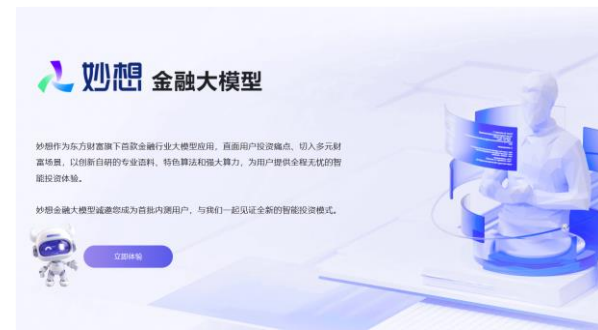 妙想 金融大模型
妙想作为东方财富旗下首款金融行业大模型应用，直面用户投资痛点，切入多元财
富场景，以创新自研的专业语料，特色算法和强大算力，为用户提供全程无忧的智
能投资体验。
妙想金融大模型诚邀您成为首批内测用户，与我们一起见证全新的智能投资模式。
立即体验